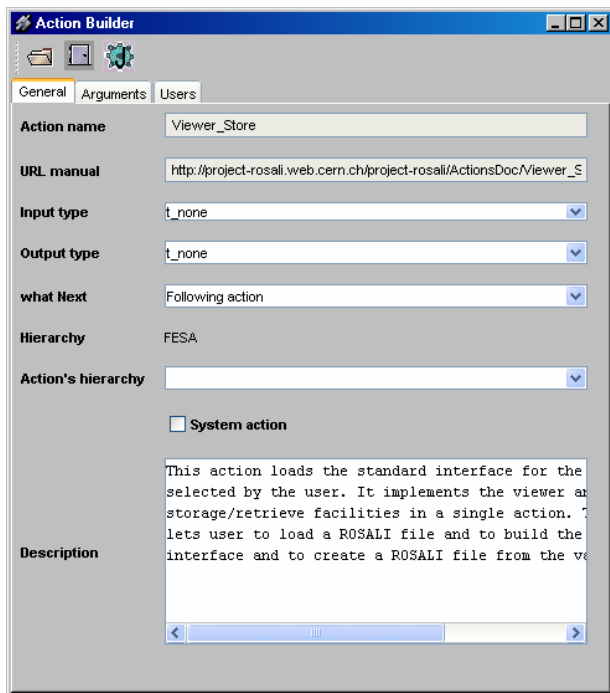 Action Builder
General Arguments Users
Action name Viewer_Store
URL manual http://project-rosali.web.cern.ch/project-rosali/ActionsDoc/Viewer_S
Input type t_none
Output type t_none
what Next Following action
Hierarchy FESA
Action's hierarchy
System action
This action loads the standard interface for the
selected by the user. It implements the viewer
storage/retrieve facilities in a single action.
lets user to load a ROSALI file and to build the
Description interface and to create a ROSALI file from the